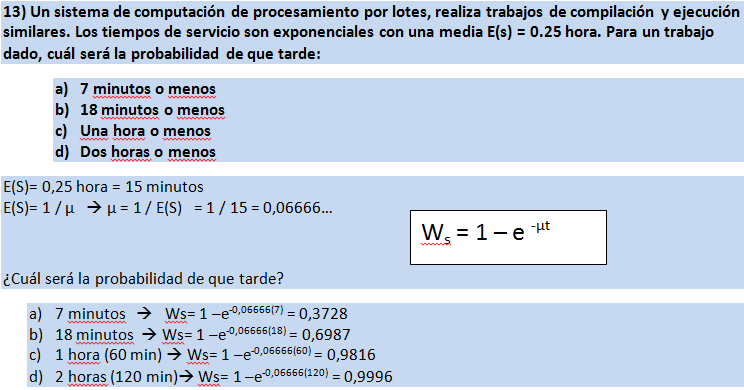 13) Un sistema de computación de procesamiento por lotes, realiza trabajos de compilación y ejecución
similares. Los tiempos de servicio son exponenciales con una media E(s) = 0.25 hora. Para un trabajo
dado, cuál será la probabilidad de que tarde:
a) 7 minutos o menos
b) 18 minutos o menos
c) Una hora o menos
d) Dos horas o menos
E(S)= 0,25 hora = 15 minutos
E(S)= 1 / μ → μ = 1 / E(S) = 1 / 15 = 0,06666...
Wₛ = 1 – e ^-μt
¿Cuál será la probabilidad de que tarde?
a) 7 minutos → Ws= 1 –e^-0,06666(7) = 0,3728
b) 18 minutos → Ws= 1 –e^-0,06666(18) = 0,6987
c) 1 hora (60 min) → Ws= 1 –e^-0,06666(60) = 0,9816
d) 2 horas (120 min)→ Ws= 1 –e^-0,06666(120) = 0,9996